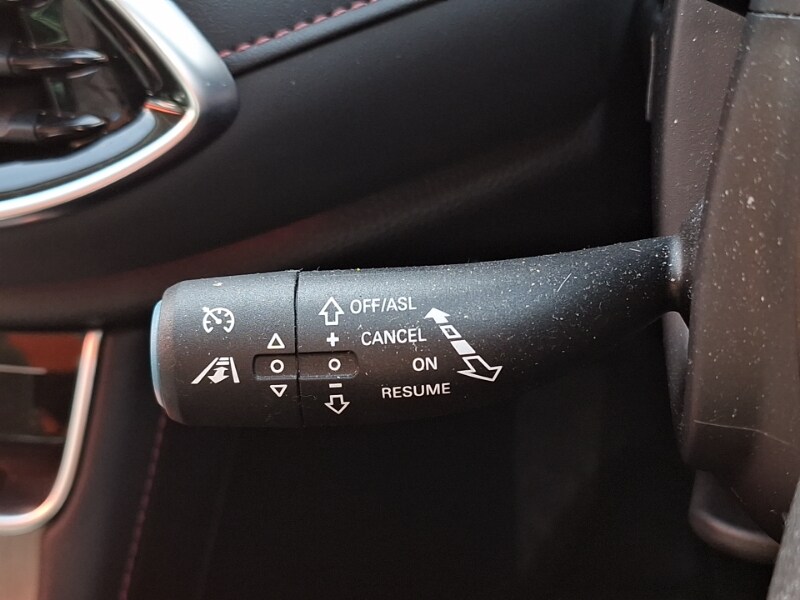 OFF/ASL
+ CANCEL
ON
- RESUME